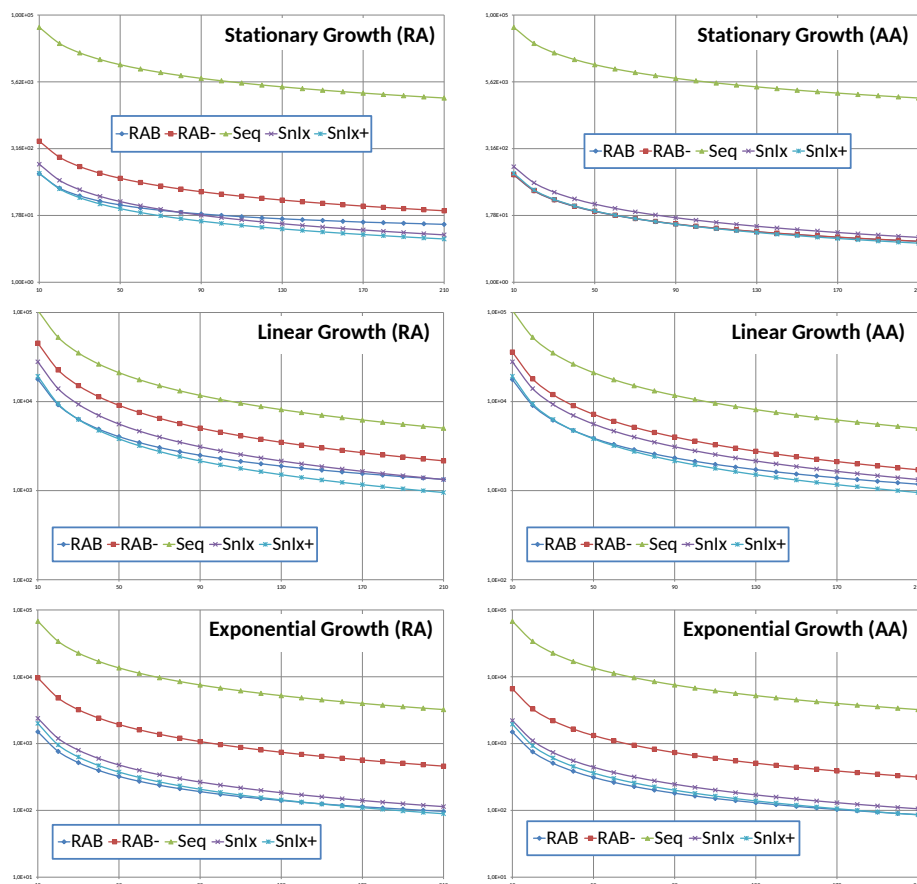 Stationary Growth (RA)
1,00E+05
5,62E+03
3,16E+02
1,78E+01
1,00E+00
RAB RAB- Seq SnIx SnIx+
10 50 90 130 170 210
Stationary Growth (AA)
1,00E+05
5,62E+03
3,16E+02
1,78E+01
1,00E+00
RAB RAB- Seq SnIx SnIx+
10 50 90 130 170 21
Linear Growth (RA)
1,0E+05
1,0E+04
1,0E+03
1,0E+02
RAB RAB- Seq SnIx SnIx+
10 50 90 130 170 210
Linear Growth (AA)
1,0E+05
1,0E+04
1,0E+03
1,0E+02
RAB RAB- Seq SnIx SnIx+
10 50 90 130 170 21
Exponential Growth (RA)
1,0E+05
1,0E+04
1,0E+03
1,0E+02
1,0E+01
RAB RAB- Seq SnIx SnIx+
Exponential Growth (AA)
1,0E+05
1,0E+04
1,0E+03
1,0E+02
1,0E+01
RAB RAB- Seq SnIx SnIx+